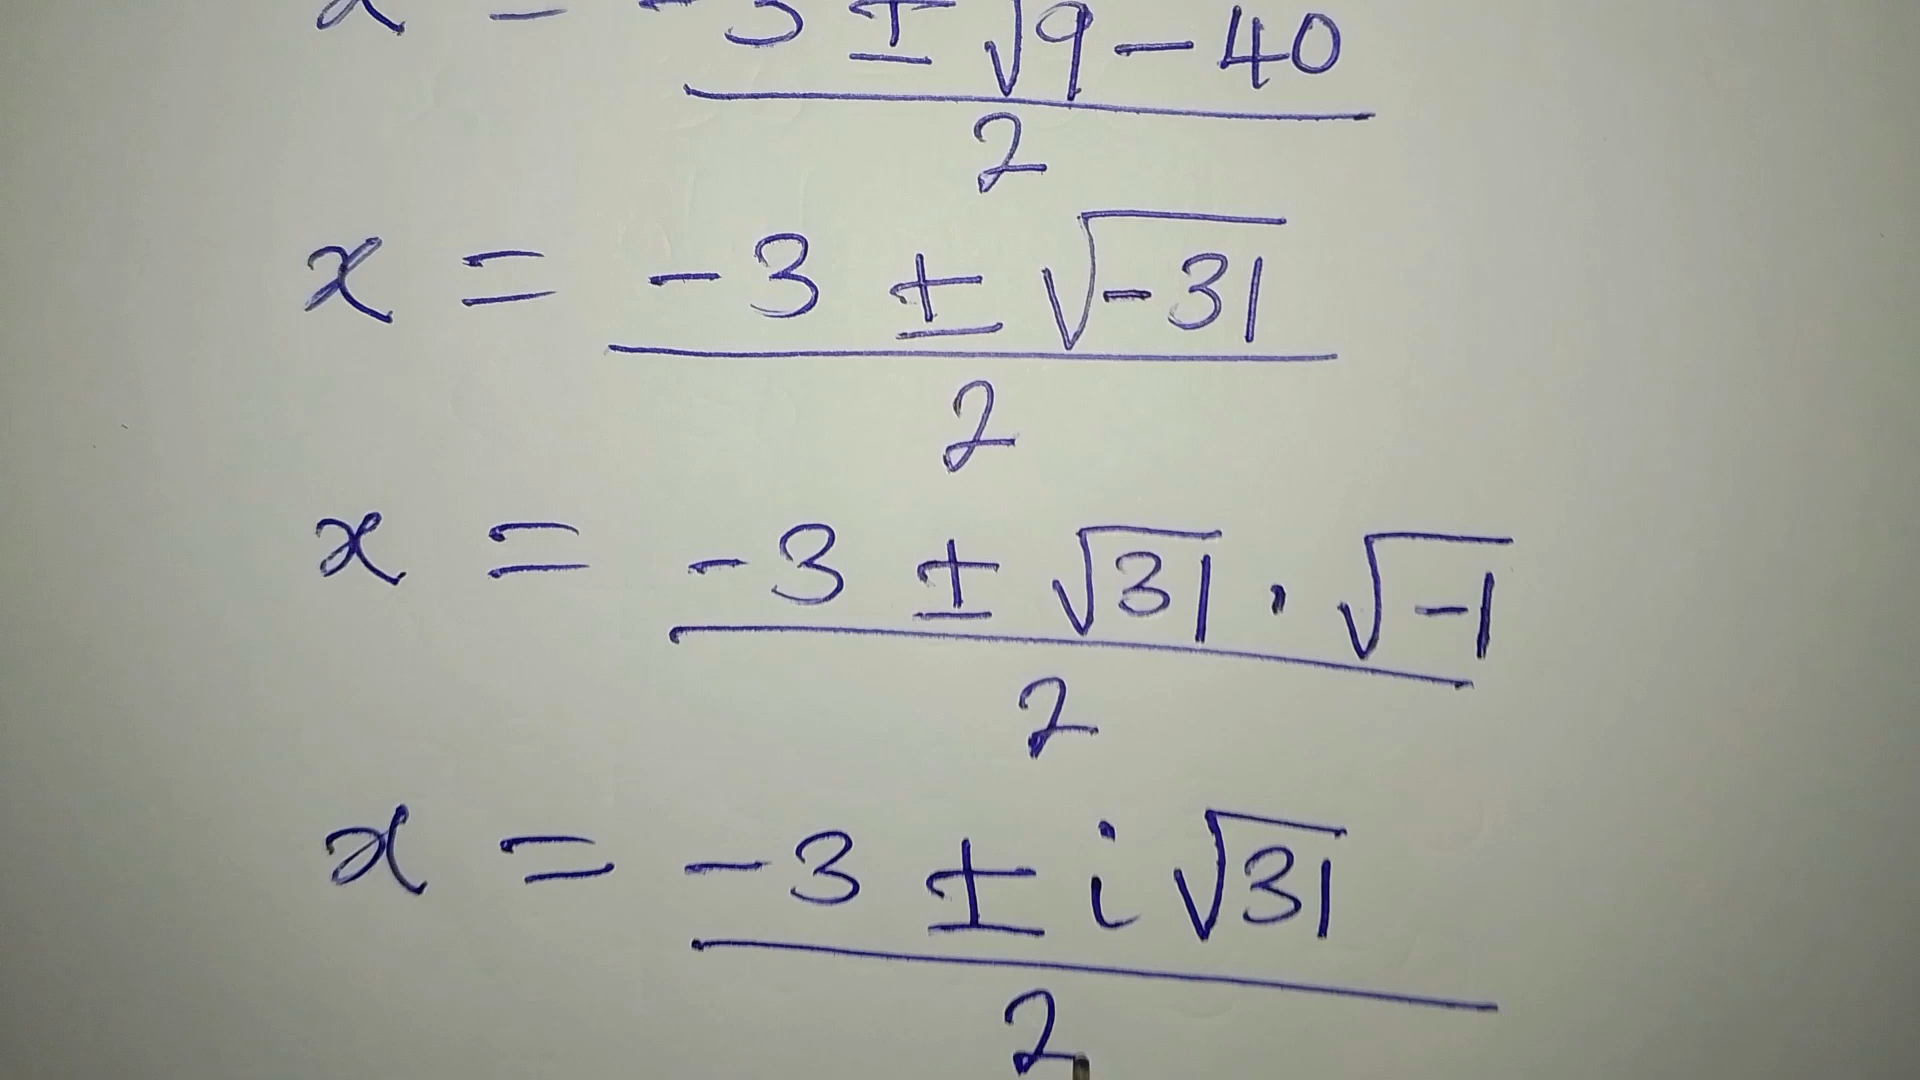 x = -3 ± √9 - 40
2
x = -3 ± √-31
2
x = -3 ± √31 . √-1
2
x = -3 ± i √31
2